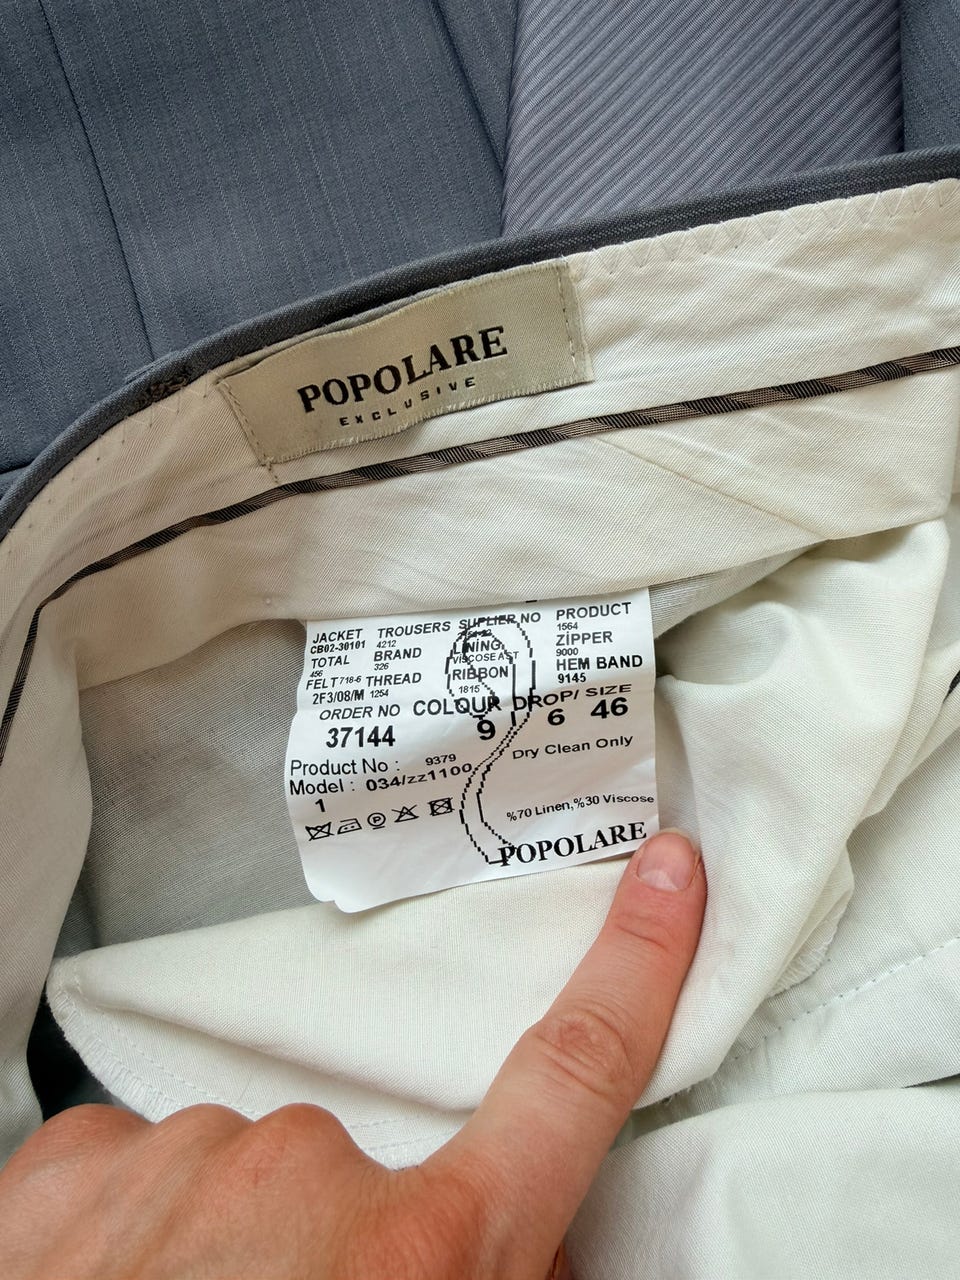 POPOLARE
EXCLUSIVE
JACKET TROUSERS SUPLIER NO PRODUCT
CB02-30101 4212 1564
TOTAL BRAND LINING ZİPPER
456 326 VISCOSE AST 9000
FELT 718-6 THREAD RIBBON HEM BAND
2F3/08/M 1254 1815 9145
ORDER NO COLOUR DROP/ SIZE
37144 9 6 46
Product No : 9379 Dry Clean Only
Model : 034/zz1100
1
%70 Linen,%30 Viscose
POPOLARE